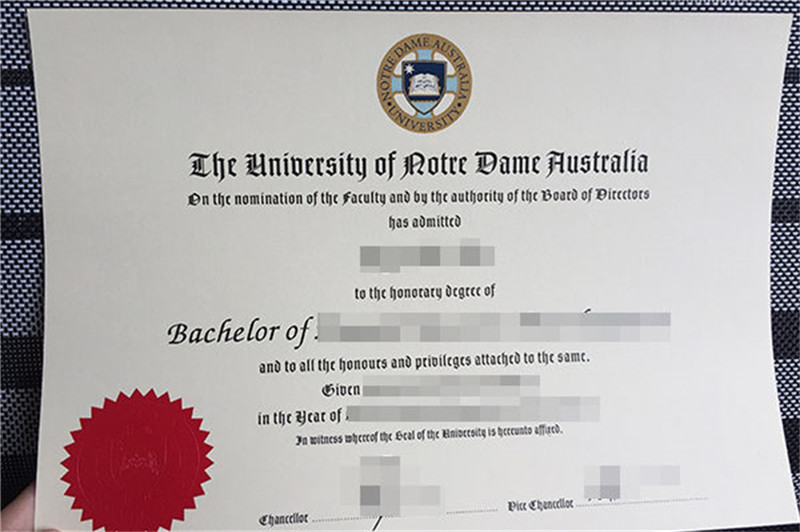 NOTRE DAME AUSTRALIA
UNIVERSITY
The University of Notre Dame Australia
On the nomination of the Faculty and by the authority of the Board of Directors
has admitted
to the honorary degree of
Bachelor of
and to all the honours and privileges attached to the same.
Given
in the Year of
In witness whereof the Seal of the University is hereunto affixed.
Chancellor
Vice Chancellor